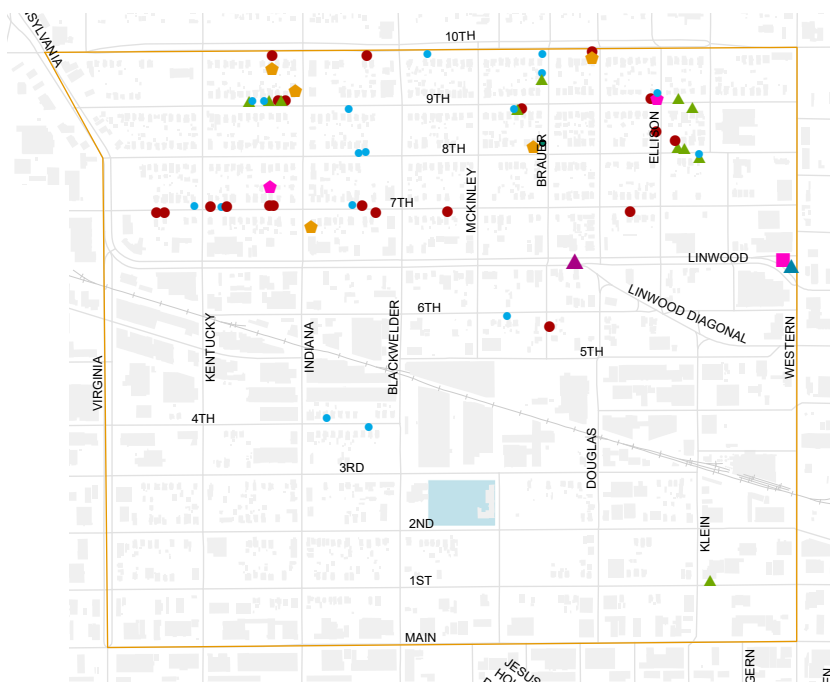 SYLVANIA
10TH
9TH
ELLISON
BRAUER
8TH
MCKINLEY
7TH
LINWOOD
LINWOOD DIAGONAL
6TH
KENTUCKY
INDIANA
BLACKWELDER
WESTERN
5TH
VIRGINIA
4TH
DOUGLAS
3RD
2ND
KLEIN
1ST
MAIN
GERN
JESUS